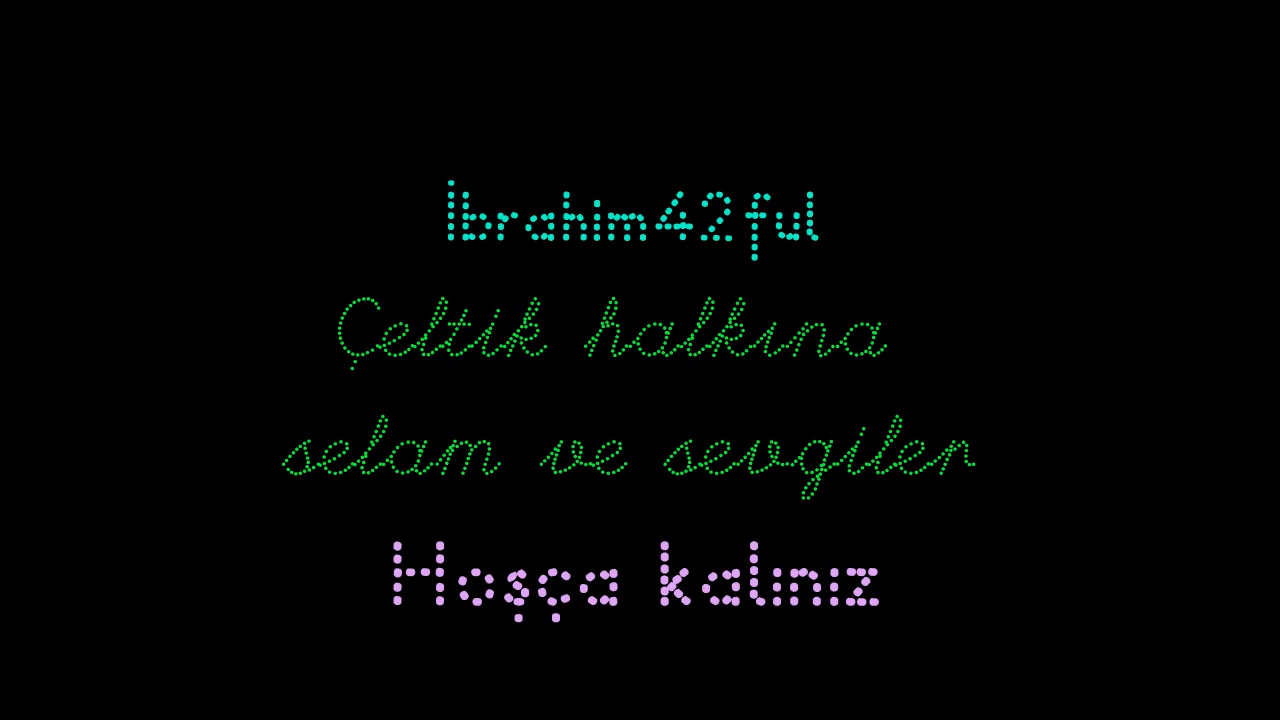 İbrahim42ful
Çeltik halkına
selam ve sevgiler
Hoşça kalınız